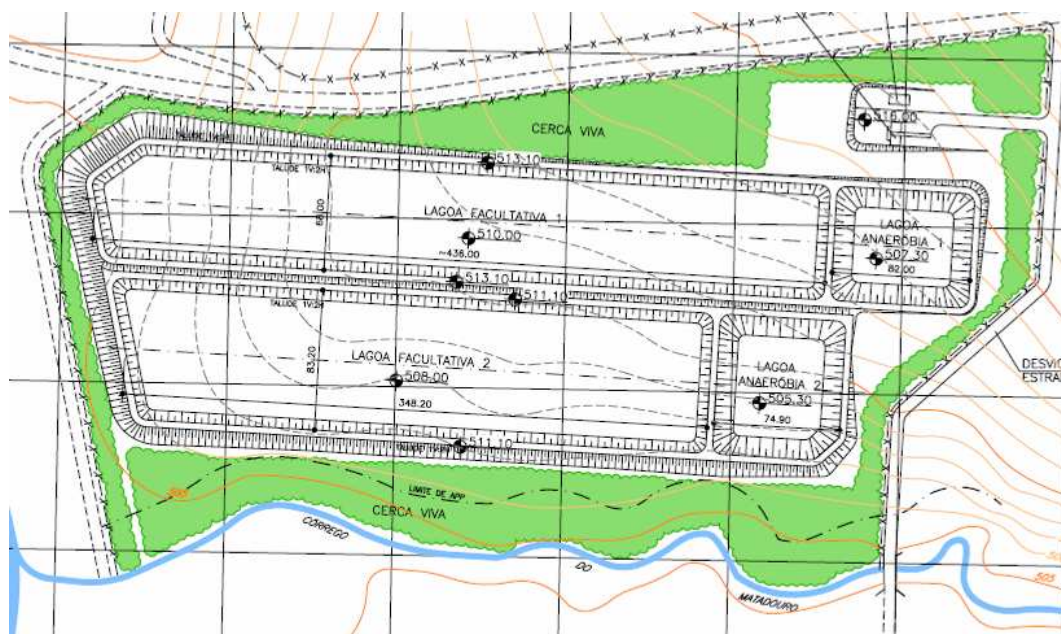 516.00
CERCA VIVA
513.10
TALUDE 1V:2H
LAGOA FACULTATIVA 1
LAGOA
ANAERÓBIA 1
510.00
507.30
~438.00
82.00
513.10
511.10
TALUDE 1V:2H
DESVIO
ESTRA
LAGOA FACULTATIVA 2
LAGOA
ANAERÓBIA 2
83.20
508.00
505.30
348.20
74.90
511.10
LIMITE DE APP
505
CERCA VIVA
CÓRREGO
DO
MATADOURO
505